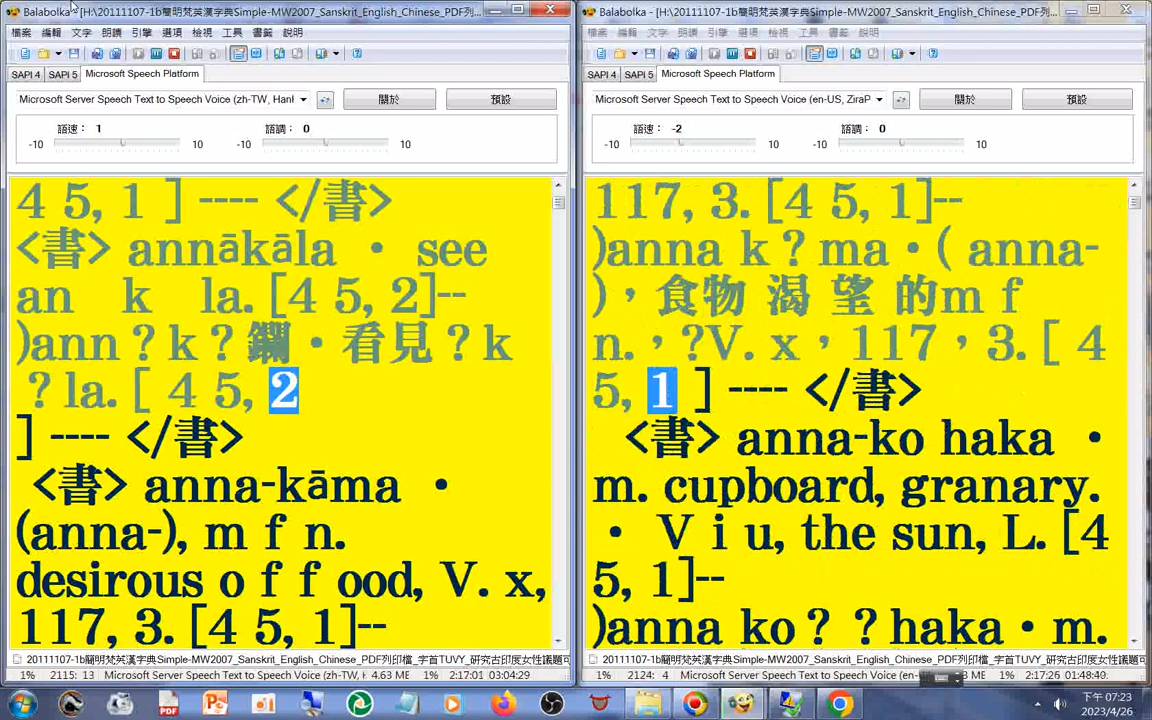 Balabolka - [H:\20111107-1b簡明梵英漢字典Simple-MW2007_Sanskrit_English_Chinese_PDF列...
檔案 編輯 文字 朗讀 引擎 選項 檢視 工具 書籤 說明
SAPI 4 SAPI 5 Microsoft Speech Platform
Microsoft Server Speech Text to Speech Voice (zh-TW, Hanl
關於 預設
語速: 1 語調: 0
-10 10 -10 10
4 5, 1 ] ---- </書>
<書> annākāla • see
an k la. [4 5, 2]--
)ann?k?鑭•看見?k
?la. [ 4 5, 2
] ---- </書>
<書> anna-kāma •
(anna-), m f n.
desirous o f f ood, V. x,
117, 3. [4 5, 1]--
20111107-1b簡明梵英漢字典Simple-MW2007_Sanskrit_English_Chinese_PDF列印檔_字首TUVY_研究古印度女性議題可
1% 2115: 13 Microsoft Server Speech Text to Speech Voice (zh-TW, H 4.63 ME 1% 2:17:01 03:04:29
Balabolka - [H:\20111107-1b簡明梵英漢字典Simple-MW2007_Sanskrit_English_Chinese_PDF列...
檔案 編輯 文字 朗讀 引擎 選項 檢視 工具 書籤 說明
SAPI 4 SAPI 5 Microsoft Speech Platform
Microsoft Server Speech Text to Speech Voice (en-US, ZiraP
關於 預設
語速: -2 語調: 0
-10 10 -10 10
117, 3. [4 5, 1]--
)anna k?ma•( anna-
),食物 渴 望 的m f
n.,?V. x,117,3. [ 4
5, 1 ] ---- </書>
<書> anna-ko haka •
m. cupboard, granary.
• V i u, the sun, L. [4
5, 1]--
)anna ko??haka•m.
20111107-1b簡明梵英漢字典Simple-MW2007_Sanskrit_English_Chinese_PDF列印檔_字首TUVY_研究古印度女性議題可
1% 2124: 4 Microsoft Server Speech Text to Speech Voice 1% 2:17:26 01:48:49
下午 07:23
2023/4/26